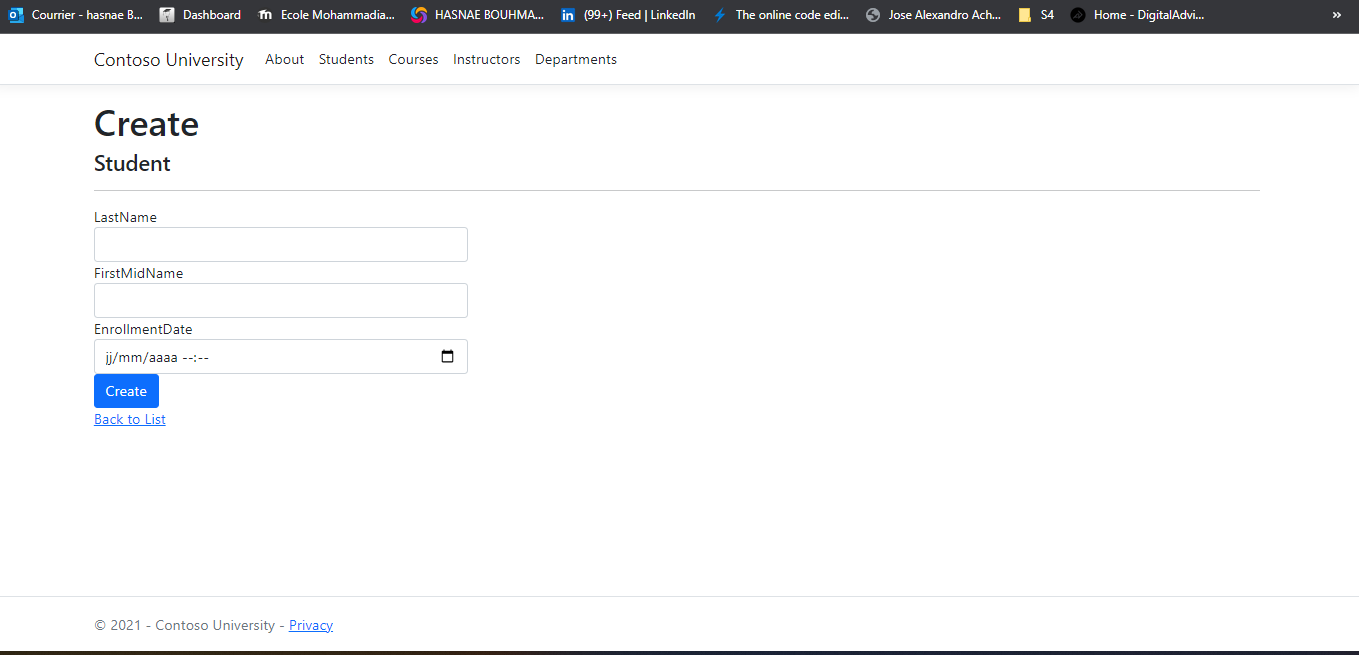 Courrier - hasnae B... Dashboard Ecole Mohammadia... HASNAE BOUHMA... (99+) Feed | LinkedIn The online code edi... Jose Alexandro Ach... S4 Home - DigitalAdvi... »
Contoso University About Students Courses Instructors Departments
Create
Student
LastName
FirstMidName
EnrollmentDate
jj/mm/aaaa --:--
Create
Back to List
© 2021 - Contoso University - Privacy